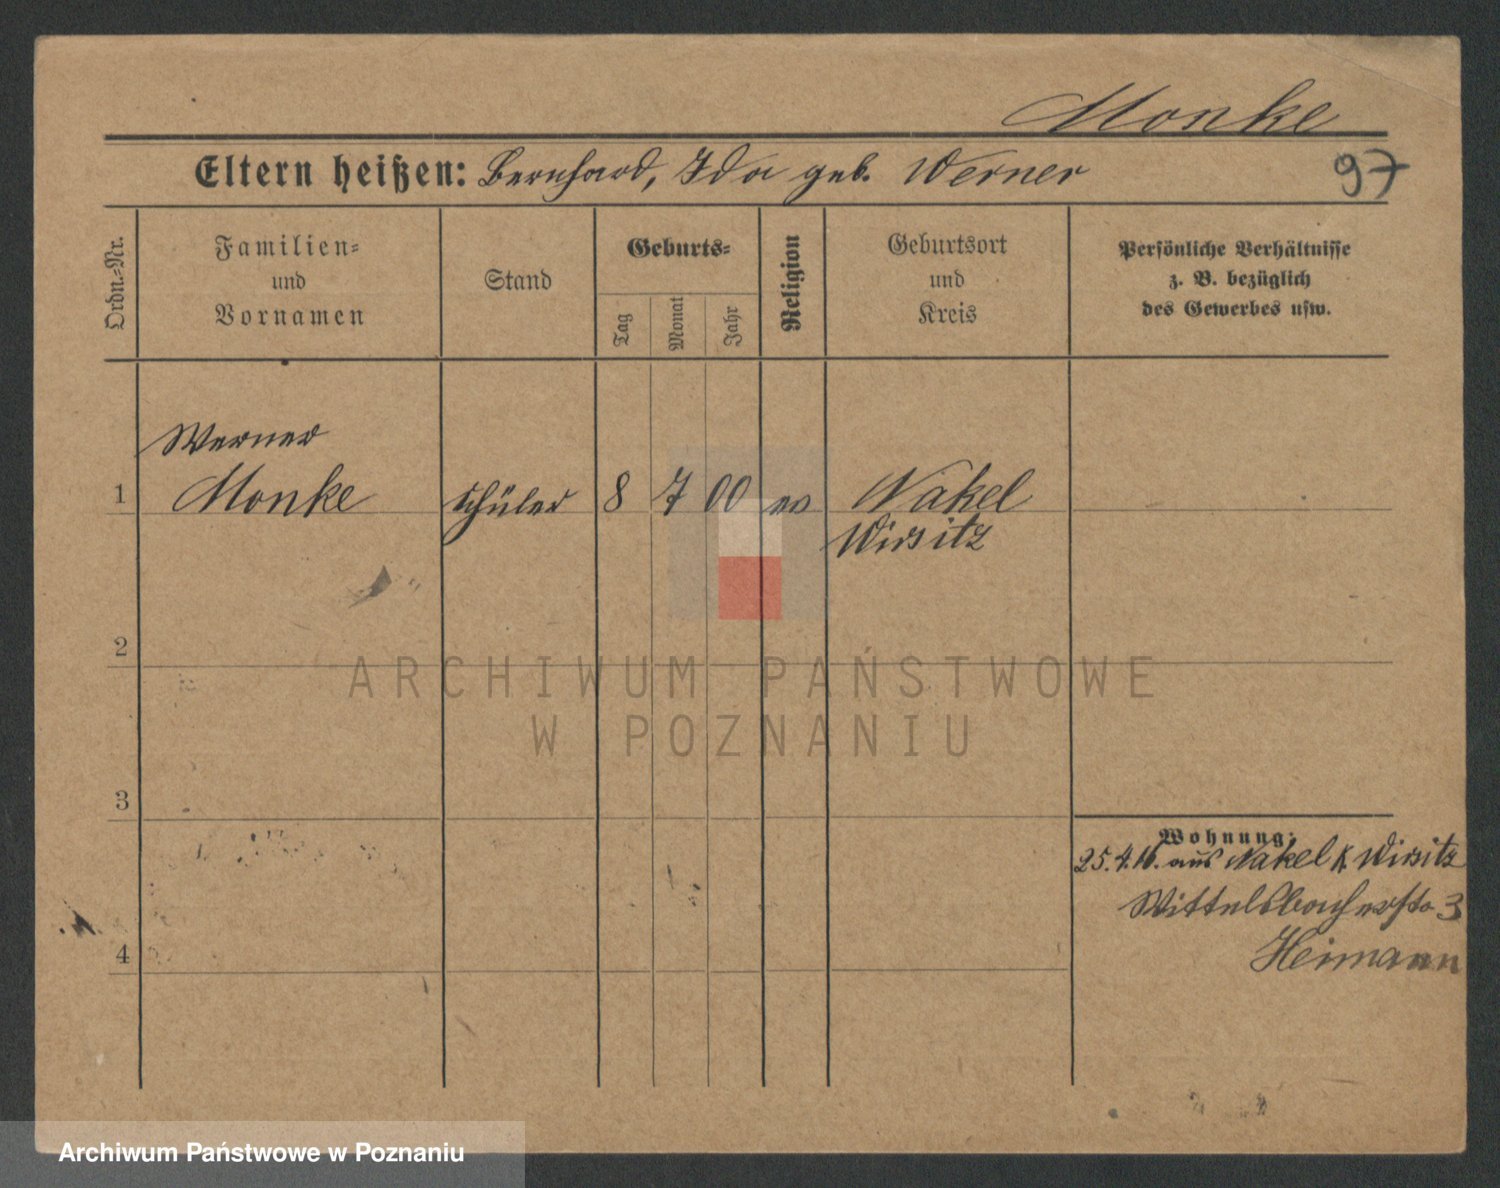 Monke
Eltern heißen: Bernhard, Ida geb. Werner
97
Ordn.-Nr.
Familien-
und
Vornamen
Stand
Geburts-
Tag
Monat
Jahr
Religion
Geburtsort
und
Kreis
Persönliche Verhältnisse
z. B. bezüglich
des Gewerbes usw.
Werner
1 Monke Schüler 8 7 00 ev Nakel
Wirsitz
2
ARCHIWUM PAŃSTWOWE
W POZNANIU
3
Wohnung:
25.4.16. aus Nakel K Wirsitz
Wittelsbacherstr 3
Heimann
4
Archiwum Państwowe w Poznaniu